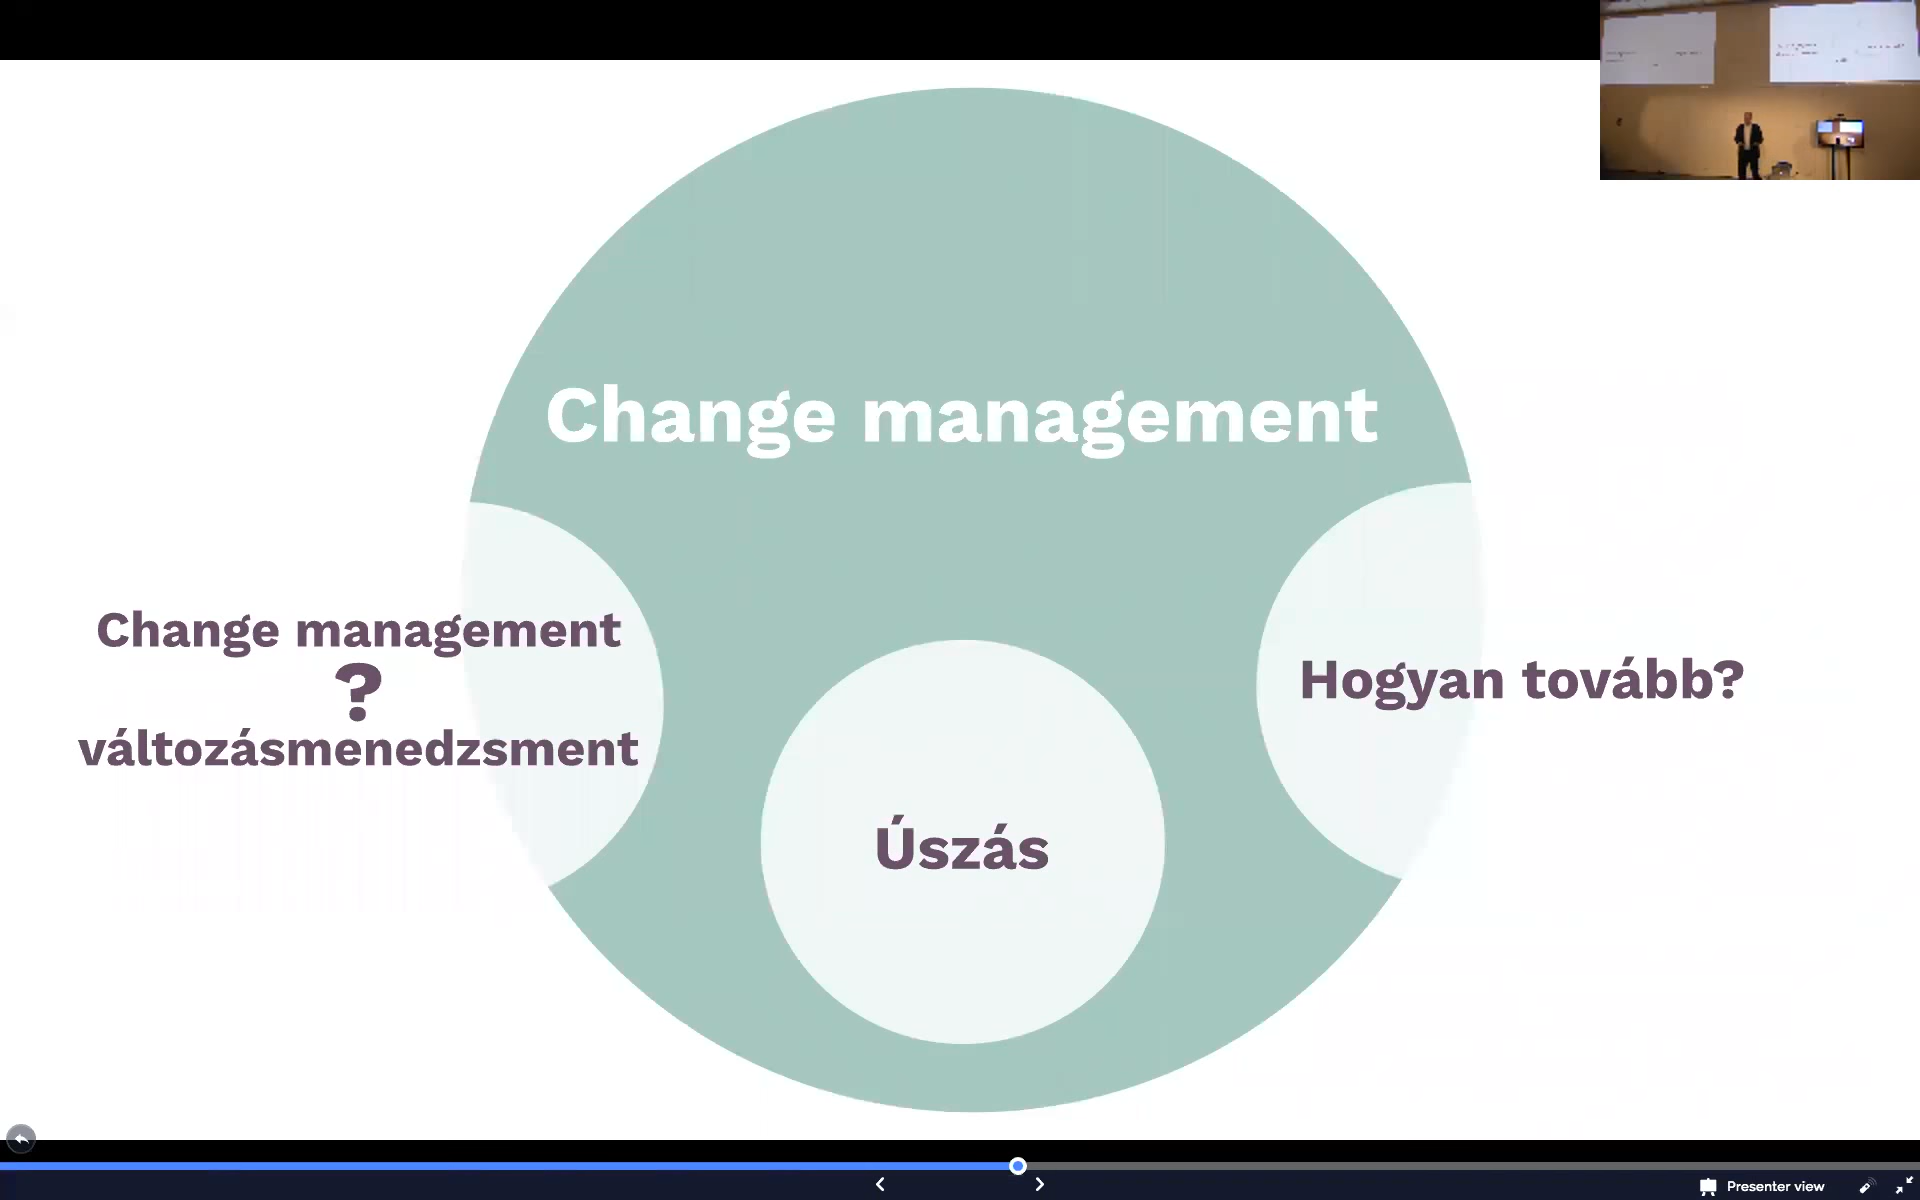 Change management
Change management
?
változásmenedzsment
Hogyan tovább?
Úszás
Presenter view